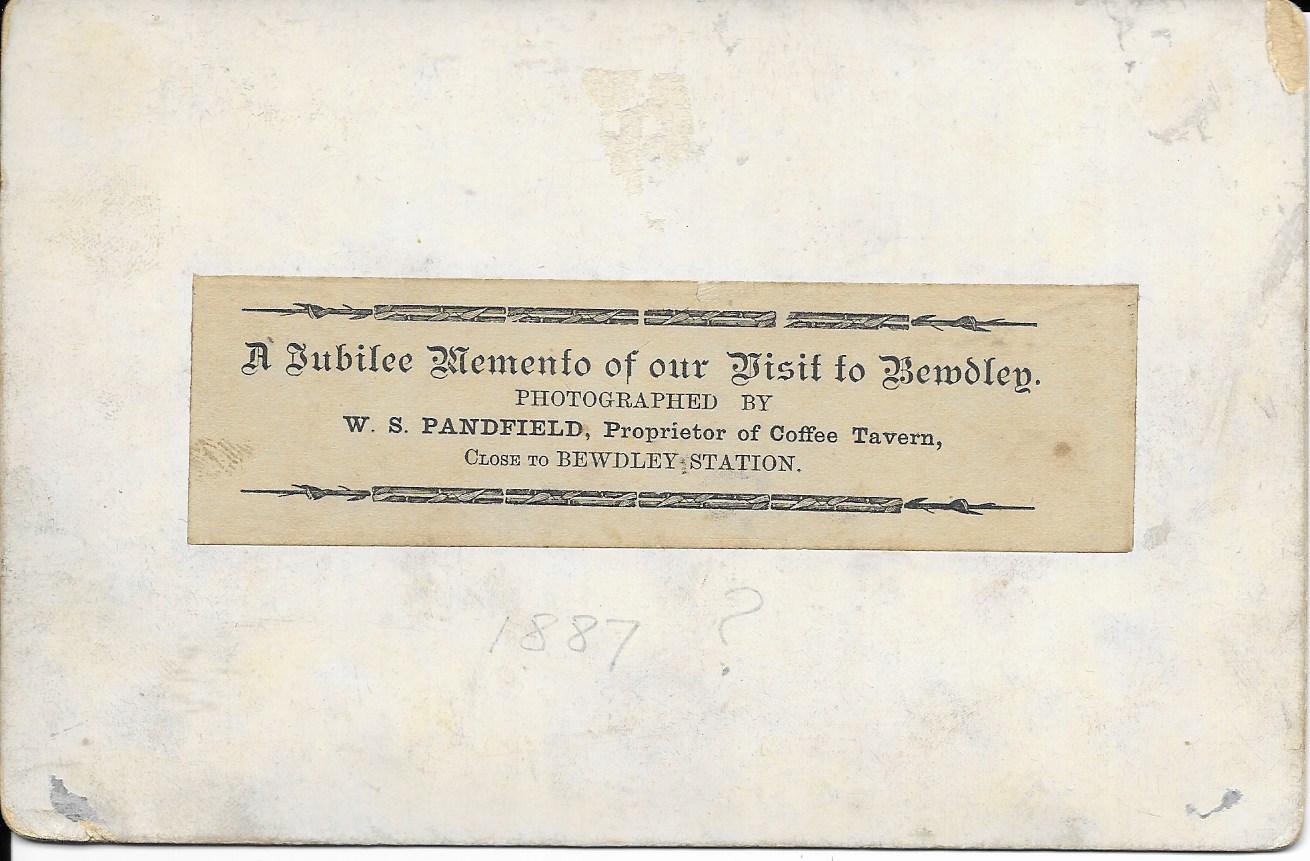 A Jubilee Memento of our Visit to Bewdley.
PHOTOGRAPHED BY
W. S. PANDFIELD, Proprietor of Coffee Tavern,
Close to BEWDLEY STATION.
1887 ?